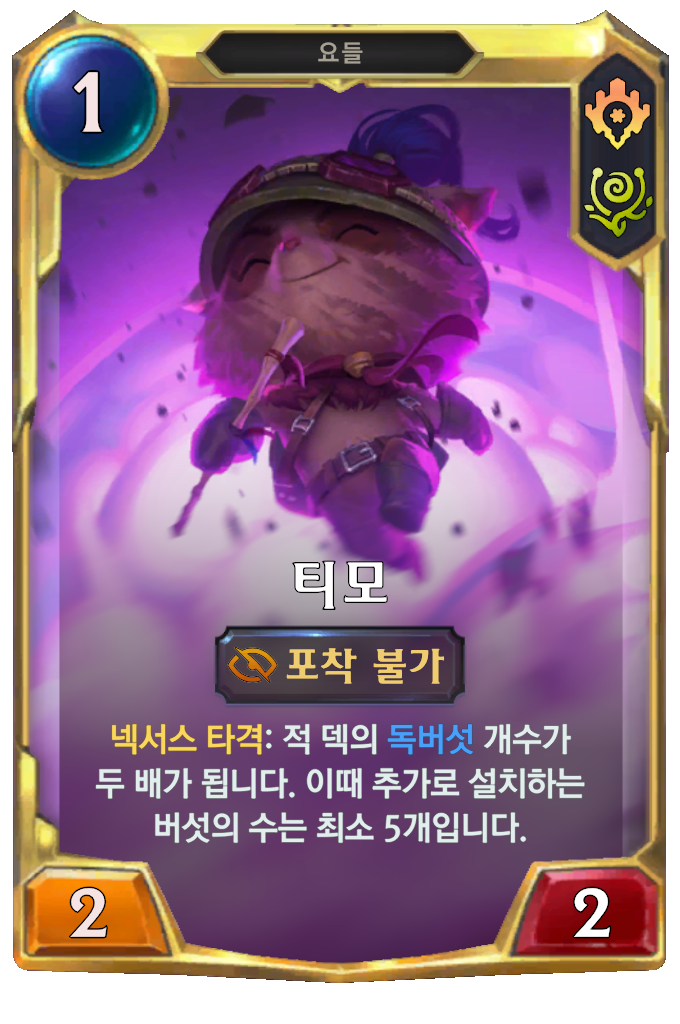 요들
1
티모
포착 불가
넥서스 타격: 적 덱의 독버섯 개수가
두 배가 됩니다. 이때 추가로 설치하는
버섯의 수는 최소 5개입니다.
2
2